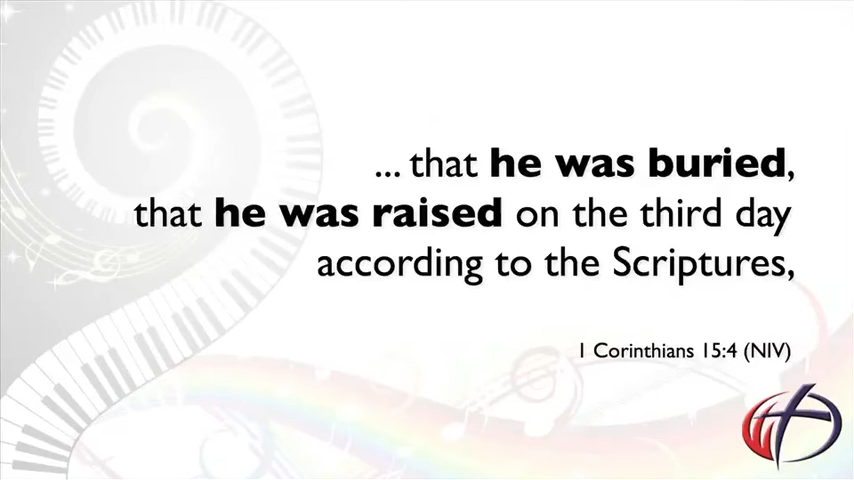 ... that he was buried,
that he was raised on the third day
according to the Scriptures,
1 Corinthians 15:4 (NIV)